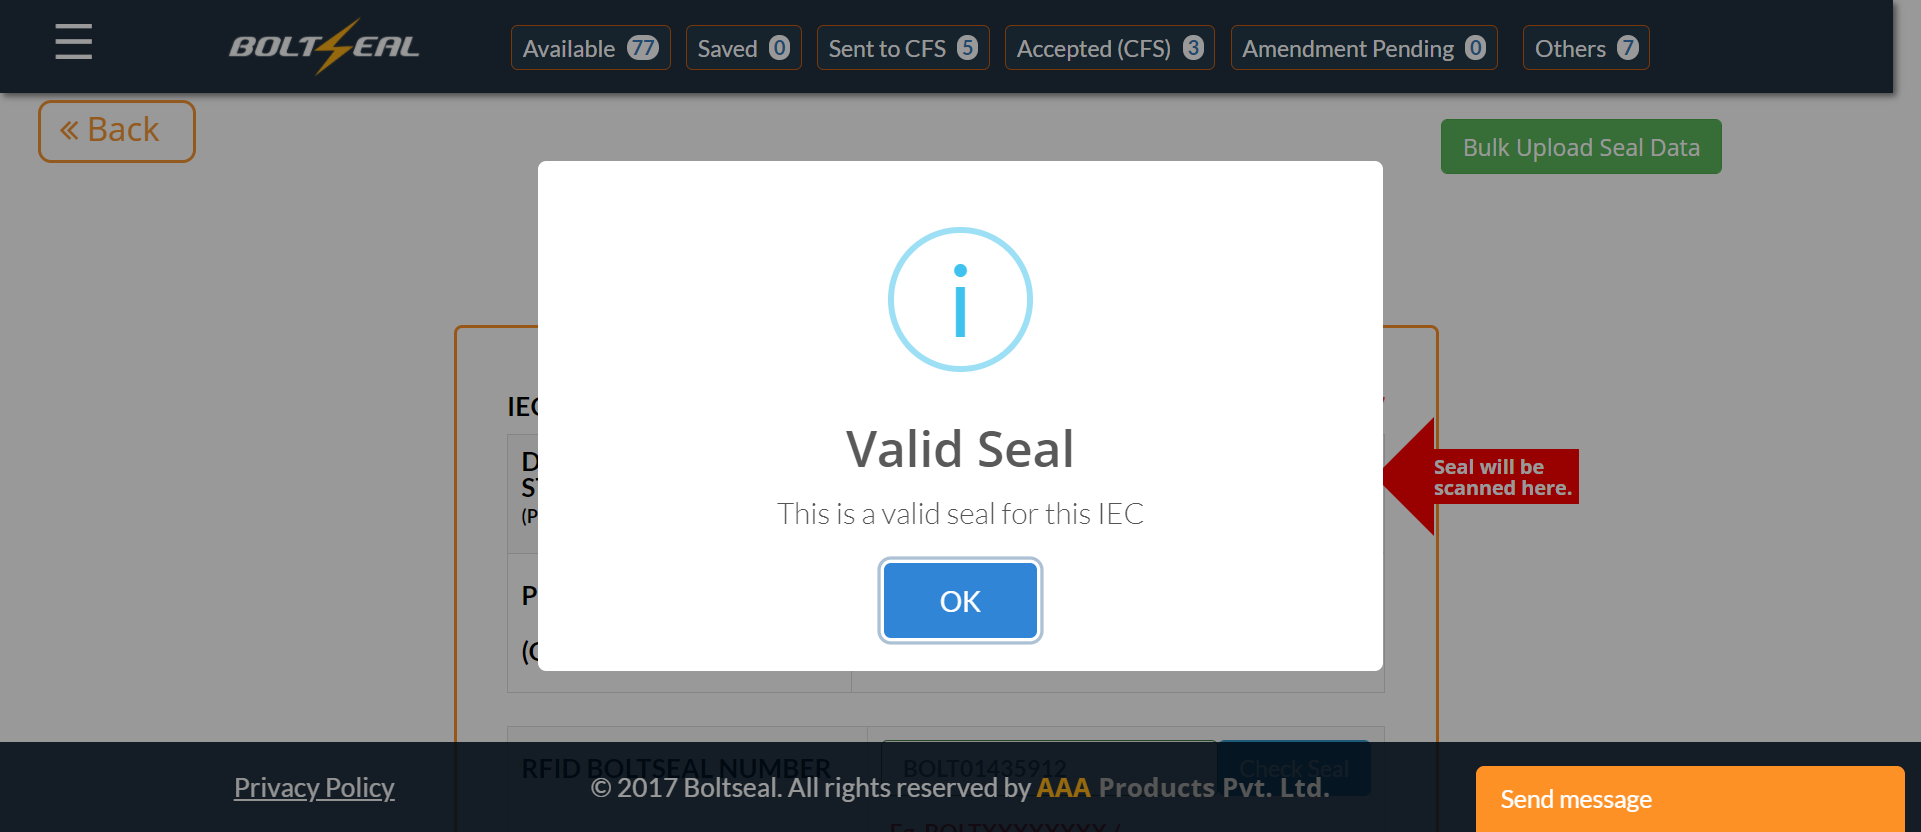 BOLTSEAL
Available 77
Saved 0
Sent to CFS 5
Accepted (CFS) 3
Amendment Pending 0
Others 7
« Back
Bulk Upload Seal Data
i
Valid Seal
This is a valid seal for this IEC
OK
IEC
D
ST
(P
P
(O
Seal will be
scanned here.
RFID BOLTSEAL NUMBER
BOLT01435912
Check Seal
Privacy Policy
© 2017 Boltseal. All rights reserved by AAA Products Pvt. Ltd.
Send message